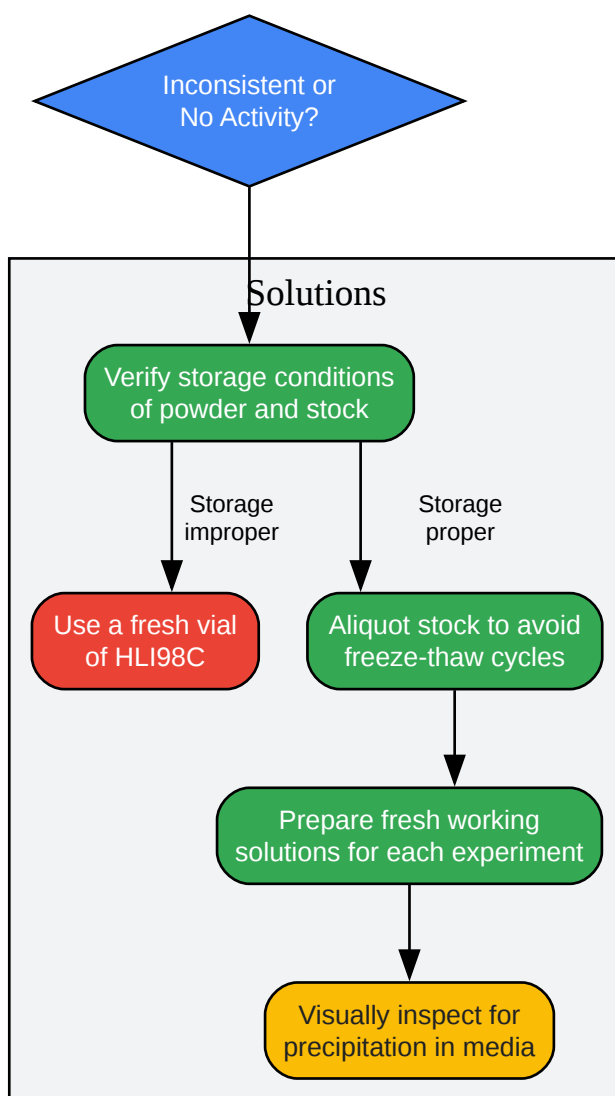 Inconsistent or
No Activity?
Solutions
Verify storage conditions
of powder and stock
Storage
improper
Storage
proper
Use a fresh vial
of HLI98C
Aliquot stock to avoid
freeze-thaw cycles
Prepare fresh working
solutions for each experiment
Visually inspect for
precipitation in media